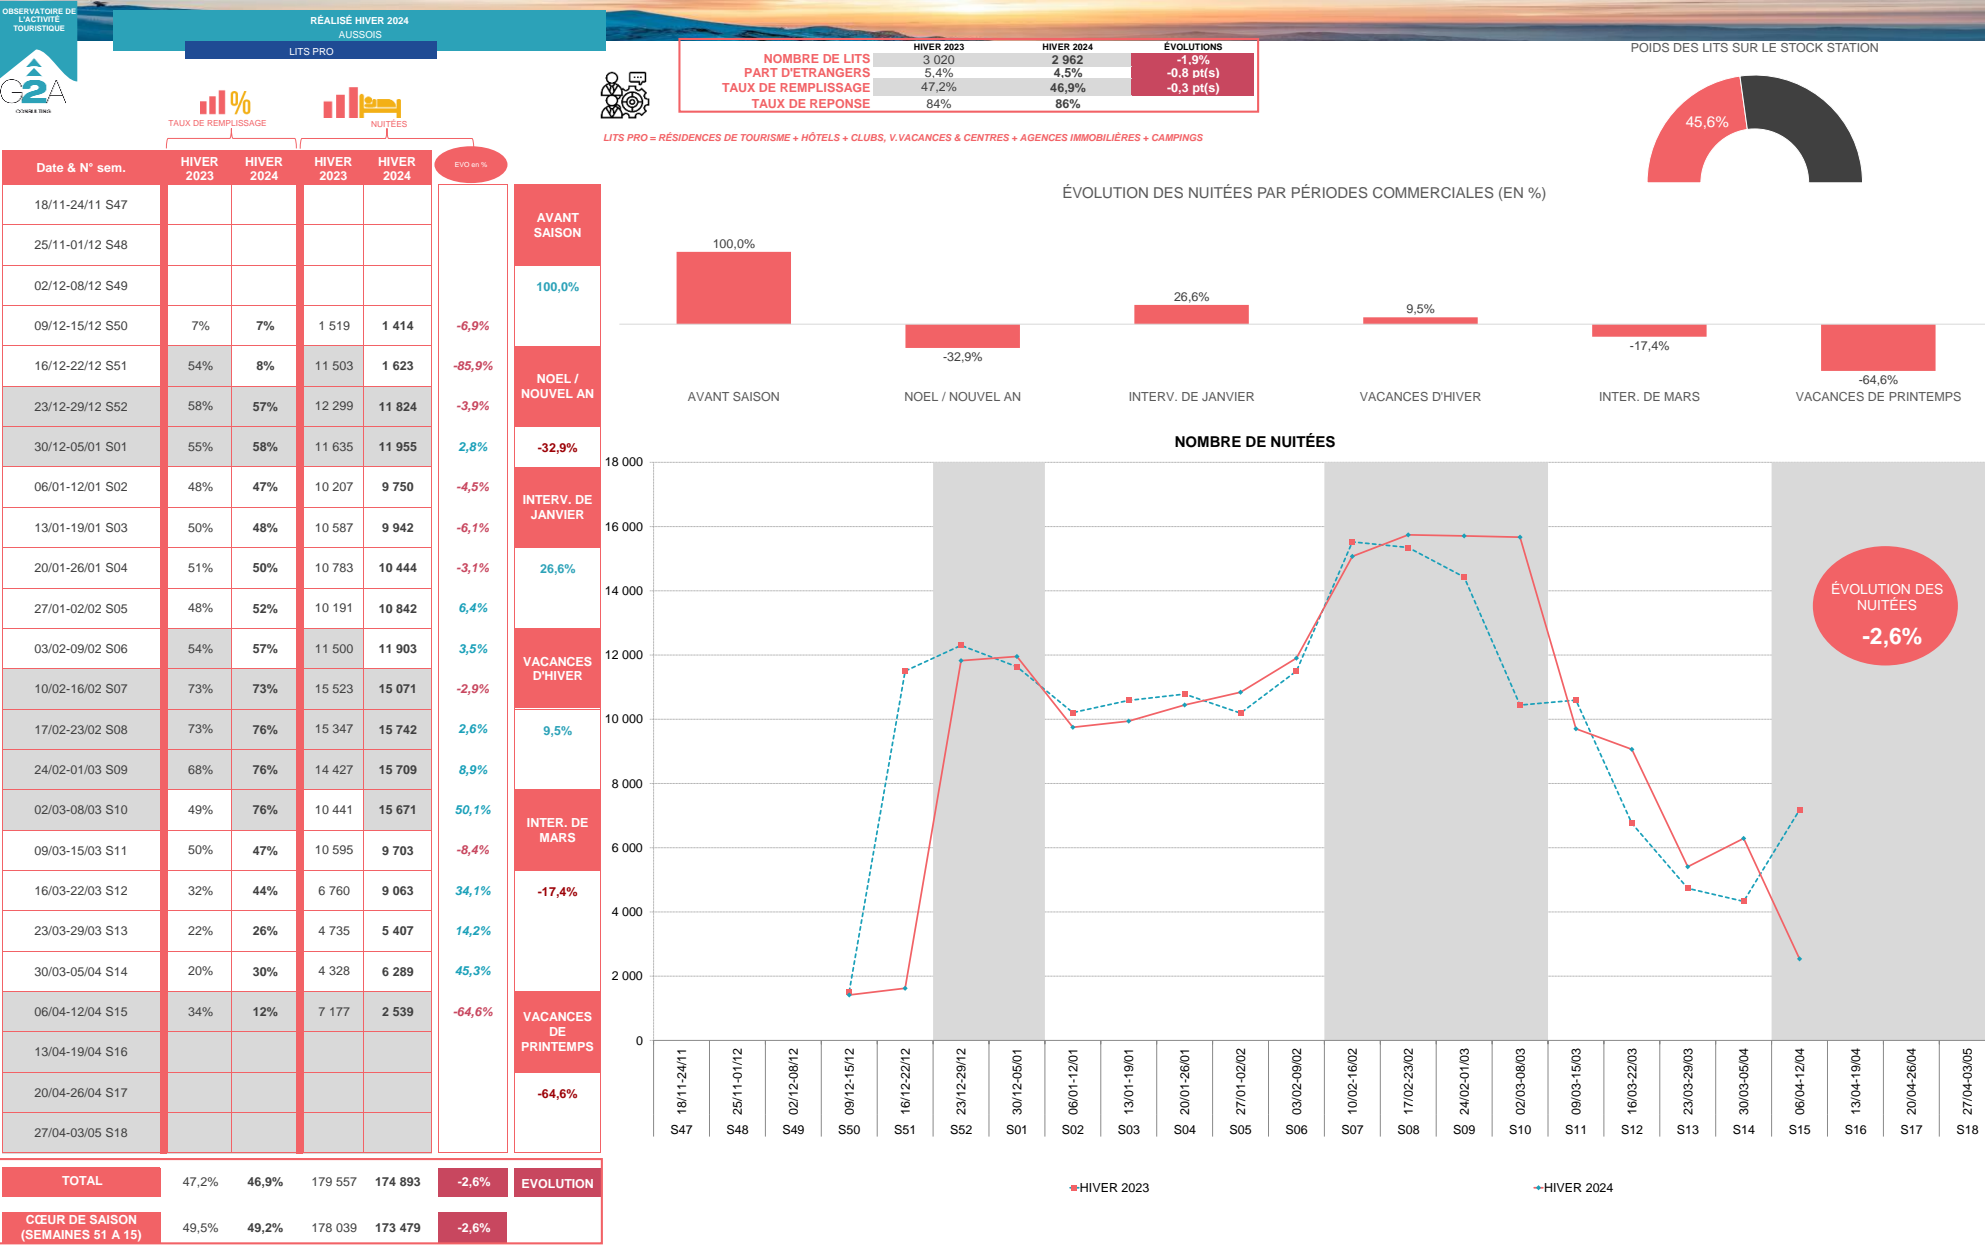 OBSERVATOIRE DE
L'ACTIVITÉ
TOURISTIQUE
G2A
CONSULTING
RÉALISÉ HIVER 2024
AUSSOIS
LITS PRO
HIVER 2023 HIVER 2024 ÉVOLUTIONS
NOMBRE DE LITS 3 020 2 962 -1,9%
PART D'ETRANGERS 5,4% 4,5% -0,8 pt(s)
TAUX DE REMPLISSAGE 47,2% 46,9% -0,3 pt(s)
TAUX DE REPONSE 84% 86%
LITS PRO = RÉSIDENCES DE TOURISME + HÔTELS + CLUBS, V.VACANCES & CENTRES + AGENCES IMMOBILIÈRES + CAMPINGS
POIDS DES LITS SUR LE STOCK STATION
45,6%
%
TAUX DE REMPLISSAGE NUITÉES
Date & N° sem. HIVER 2023 HIVER 2024 HIVER 2023 HIVER 2024 EVO en %
18/11-24/11 S47
25/11-01/12 S48
02/12-08/12 S49
09/12-15/12 S50 7% 7% 1 519 1 414 -6,9%
16/12-22/12 S51 54% 8% 11 503 1 623 -85,9%
23/12-29/12 S52 58% 57% 12 299 11 824 -3,9%
30/12-05/01 S01 55% 58% 11 635 11 955 2,8%
06/01-12/01 S02 48% 47% 10 207 9 750 -4,5%
13/01-19/01 S03 50% 48% 10 587 9 942 -6,1%
20/01-26/01 S04 51% 50% 10 783 10 444 -3,1%
27/01-02/02 S05 48% 52% 10 191 10 842 6,4%
03/02-09/02 S06 54% 57% 11 500 11 903 3,5%
10/02-16/02 S07 73% 73% 15 523 15 071 -2,9%
17/02-23/02 S08 73% 76% 15 347 15 742 2,6%
24/02-01/03 S09 68% 76% 14 427 15 709 8,9%
02/03-08/03 S10 49% 76% 10 441 15 671 50,1%
09/03-15/03 S11 50% 47% 10 595 9 703 -8,4%
16/03-22/03 S12 32% 44% 6 760 9 063 34,1%
23/03-29/03 S13 22% 26% 4 735 5 407 14,2%
30/03-05/04 S14 20% 30% 4 328 6 289 45,3%
06/04-12/04 S15 34% 12% 7 177 2 539 -64,6%
13/04-19/04 S16
20/04-26/04 S17
27/04-03/05 S18
TOTAL 47,2% 46,9% 179 557 174 893 -2,6% EVOLUTION
CŒUR DE SAISON
(SEMAINES 51 A 15) 49,5% 49,2% 178 039 173 479 -2,6%
AVANT
SAISON
100,0%
NOEL /
NOUVEL AN
-32,9%
INTERV. DE
JANVIER
26,6%
VACANCES
D'HIVER
9,5%
INTER. DE
MARS
-17,4%
VACANCES
DE
PRINTEMPS
-64,6%
ÉVOLUTION DES NUITÉES PAR PÉRIODES COMMERCIALES (EN %)
100,0% -32,9% 26,6% 9,5% -17,4% -64,6%
AVANT SAISON NOEL / NOUVEL AN INTERV. DE JANVIER VACANCES D'HIVER INTER. DE MARS VACANCES DE PRINTEMPS
NOMBRE DE NUITÉES
18 000
16 000
14 000
12 000
10 000
8 000
6 000
4 000
2 000
0
ÉVOLUTION DES
NUITÉES
-2,6%
18/11-24/11 25/11-01/12 02/12-08/12 09/12-15/12 16/12-22/12 23/12-29/12 30/12-05/01 06/01-12/01 13/01-19/01 20/01-26/01 27/01-02/02 03/02-09/02 10/02-16/02 17/02-23/02 24/02-01/03 02/03-08/03 09/03-15/03 16/03-22/03 23/03-29/03 30/03-05/04 06/04-12/04 13/04-19/04 20/04-26/04 27/04-03/05
S47 S48 S49 S50 S51 S52 S01 S02 S03 S04 S05 S06 S07 S08 S09 S10 S11 S12 S13 S14 S15 S16 S17 S18
HIVER 2023 HIVER 2024